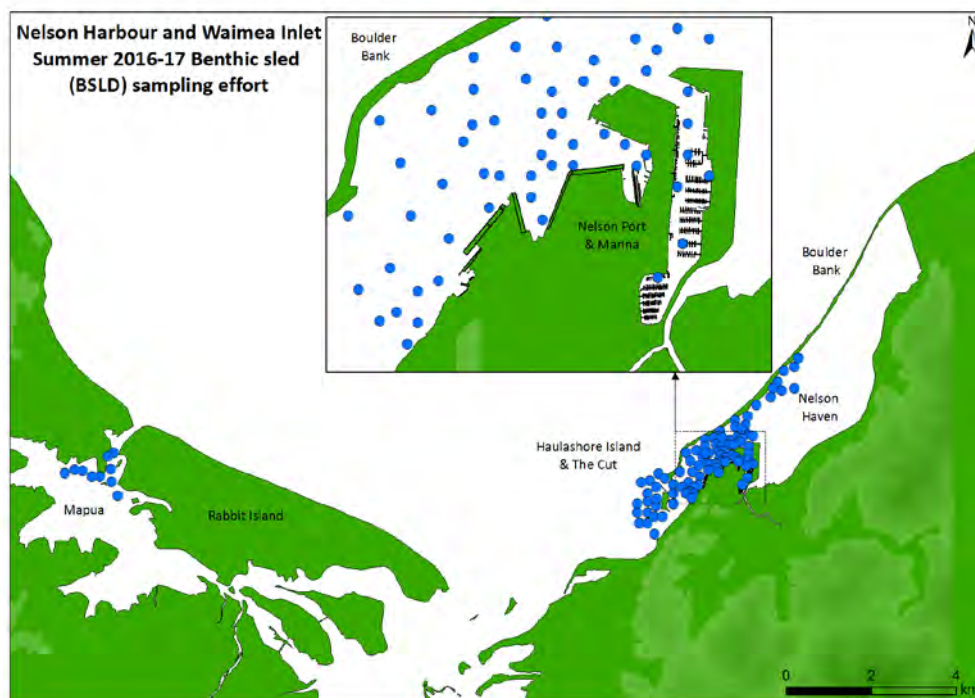 Nelson Harbour and Waimea Inlet
Summer 2016-17 Benthic sled
(BSLD) sampling effort
Boulder
Bank
N
Nelson Port
& Marina
Boulder
Bank
Nelson
Haven
Haulashore Island
& The Cut
Mapua
Rabbit Island
0 2 4
km